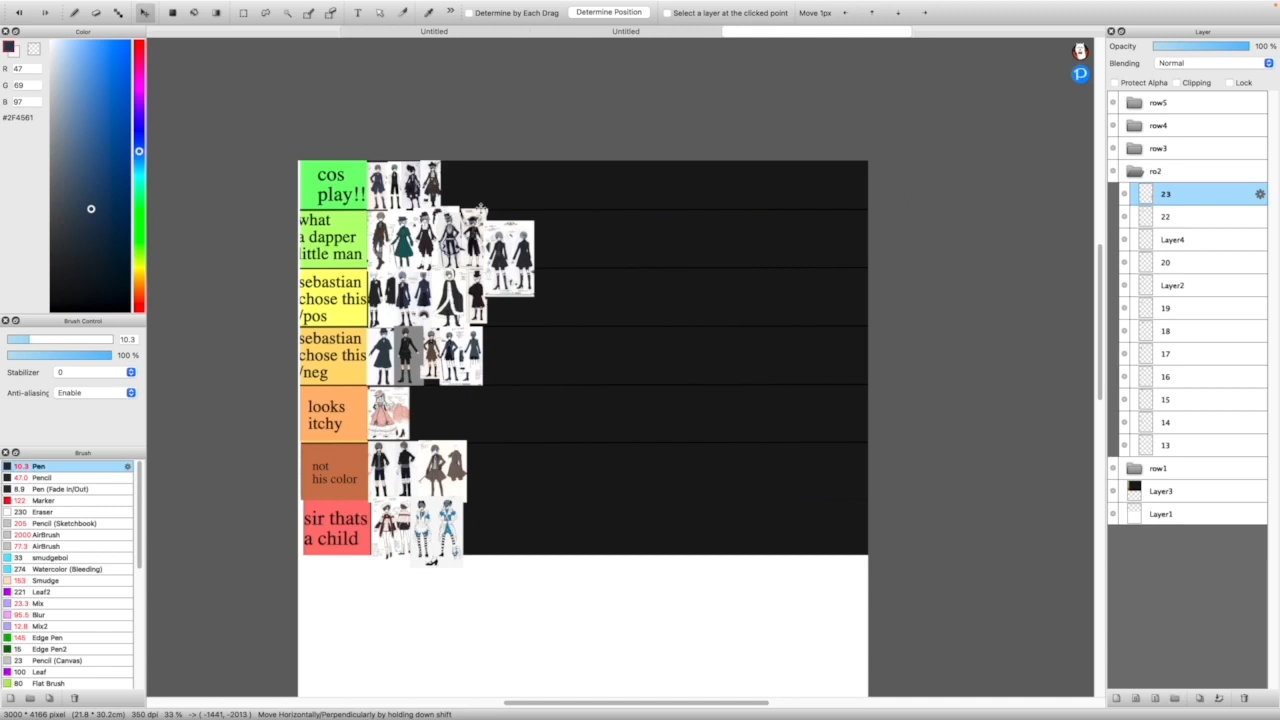 Determine by Each Drag
Determine Position
Select a layer at the clicked point
Move 1px
Untitled
Untitled
Color
R 47
G 69
B 97
#2F4561
Brush Control
10.3
100 %
Stabilizer 0
Anti-aliasing Enable
Brush
10.3 Pen
47.0 Pencil
8.9 Pen (Fade In/Out)
122 Marker
230 Eraser
205 Pencil (Sketchbook)
2000 AirBrush
77.3 AirBrush
33 smudgebol
274 Watercolor (Bleeding)
153 Smudge
221 Leaf2
23.3 Mix
95.5 Blur
12.8 Mix2
145 Edge Pen
15 Edge Pen2
23 Pencil (Canvas)
100 Leaf
80 Flat Brush
cos
play!!
what
a dapper
little man
sebastian
chose this
/pos
sebastian
chose this
/neg
looks
itchy
not
his color
sir thats
a child
Layer
Opacity 100 %
Blending Normal
Protect Alpha Clipping Lock
row5
row4
row3
ro2
23
22
Layer4
20
Layer2
19
18
17
16
15
14
13
row1
Layer3
Layer1
3000 * 4166 pixel (21.8 * 30.2cm) 350 dpi 33 % -> ( -1441, -2013 ) Move Horizontally/Perpendicularly by holding down shift